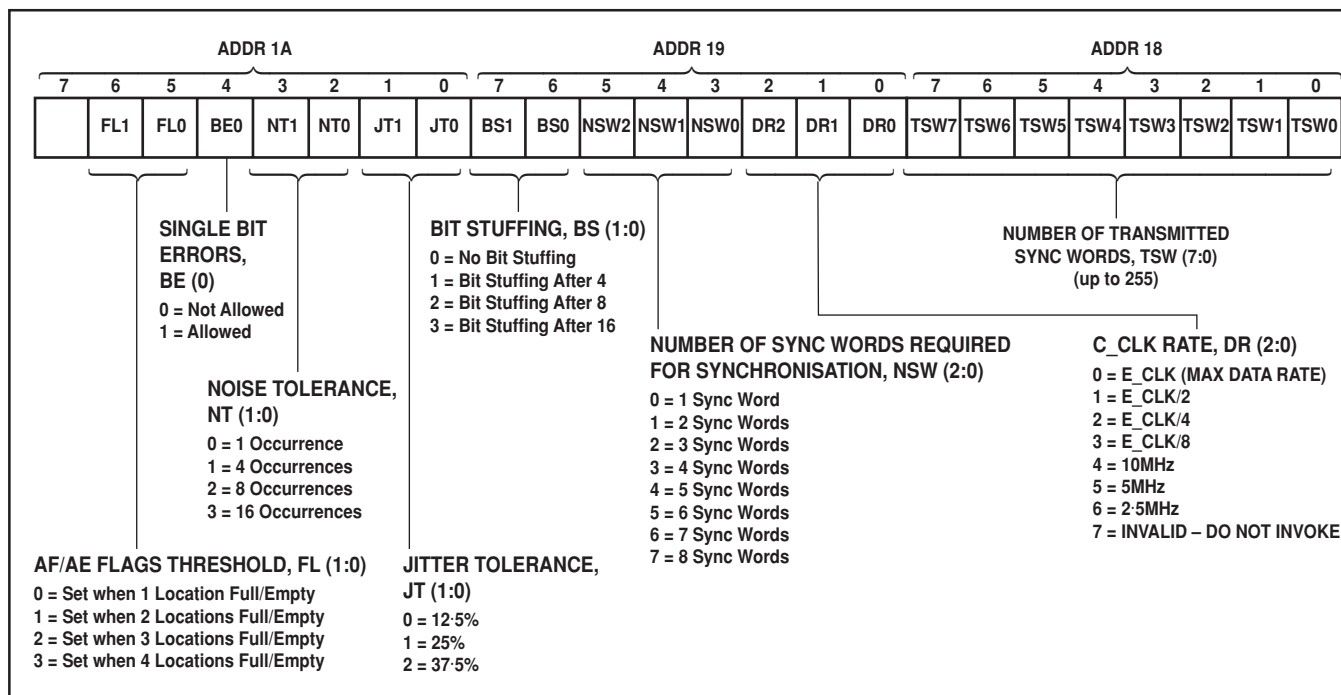 ADDR 1A ADDR 19 ADDR 18
7 6 5 4 3 2 1 0 7 6 5 4 3 2 1 0 7 6 5 4 3 2 1 0
FL1 FL0 BE0 NT1 NT0 JT1 JT0 BS1 BS0 NSW2 NSW1 NSW0 DR2 DR1 DR0 TSW7 TSW6 TSW5 TSW4 TSW3 TSW2 TSW1 TSW0
SINGLE BIT
ERRORS,
BE (0)
0 = Not Allowed
1 = Allowed
BIT STUFFING, BS (1:0)
0 = No Bit Stuffing
1 = Bit Stuffing After 4
2 = Bit Stuffing After 8
3 = Bit Stuffing After 16
NUMBER OF TRANSMITTED
SYNC WORDS, TSW (7:0)
(up to 255)
NOISE TOLERANCE,
NT (1:0)
0 = 1 Occurrence
1 = 4 Occurrences
2 = 8 Occurrences
3 = 16 Occurrences
NUMBER OF SYNC WORDS REQUIRED
FOR SYNCHRONISATION, NSW (2:0)
0 = 1 Sync Word
1 = 2 Sync Words
2 = 3 Sync Words
3 = 4 Sync Words
4 = 5 Sync Words
5 = 6 Sync Words
6 = 7 Sync Words
7 = 8 Sync Words
C_CLK RATE, DR (2:0)
0 = E_CLK (MAX DATA RATE)
1 = E_CLK/2
2 = E_CLK/4
3 = E_CLK/8
4 = 10MHz
5 = 5MHz
6 = 2·5MHz
7 = INVALID – DO NOT INVOKE
AF/AE FLAGS THRESHOLD, FL (1:0)
0 = Set when 1 Location Full/Empty
1 = Set when 2 Locations Full/Empty
2 = Set when 3 Locations Full/Empty
3 = Set when 4 Locations Full/Empty
JITTER TOLERANCE,
JT (1:0)
0 = 12·5%
1 = 25%
2 = 37·5%